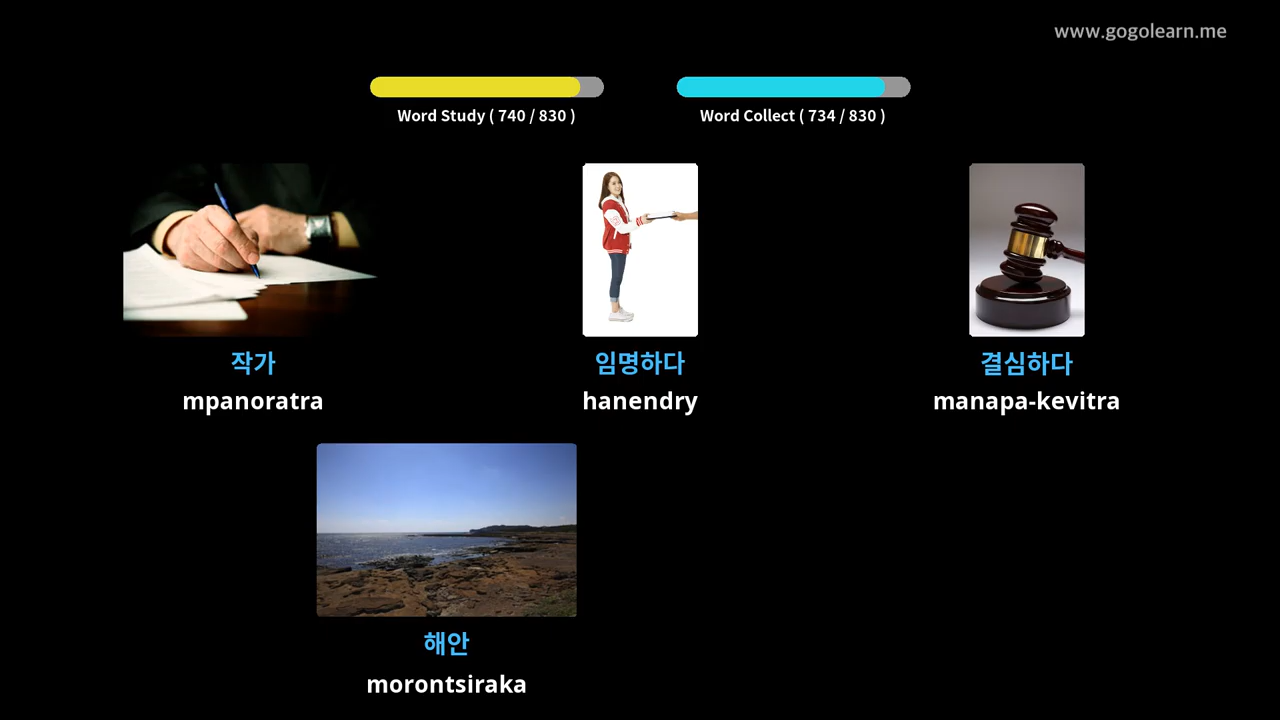 www.gogolearn.me
Word Study ( 740 / 830 )
Word Collect ( 734 / 830 )
작가
mpanoratra
임명하다
hanendry
결심하다
manapa-kevitra
해안
morontsiraka